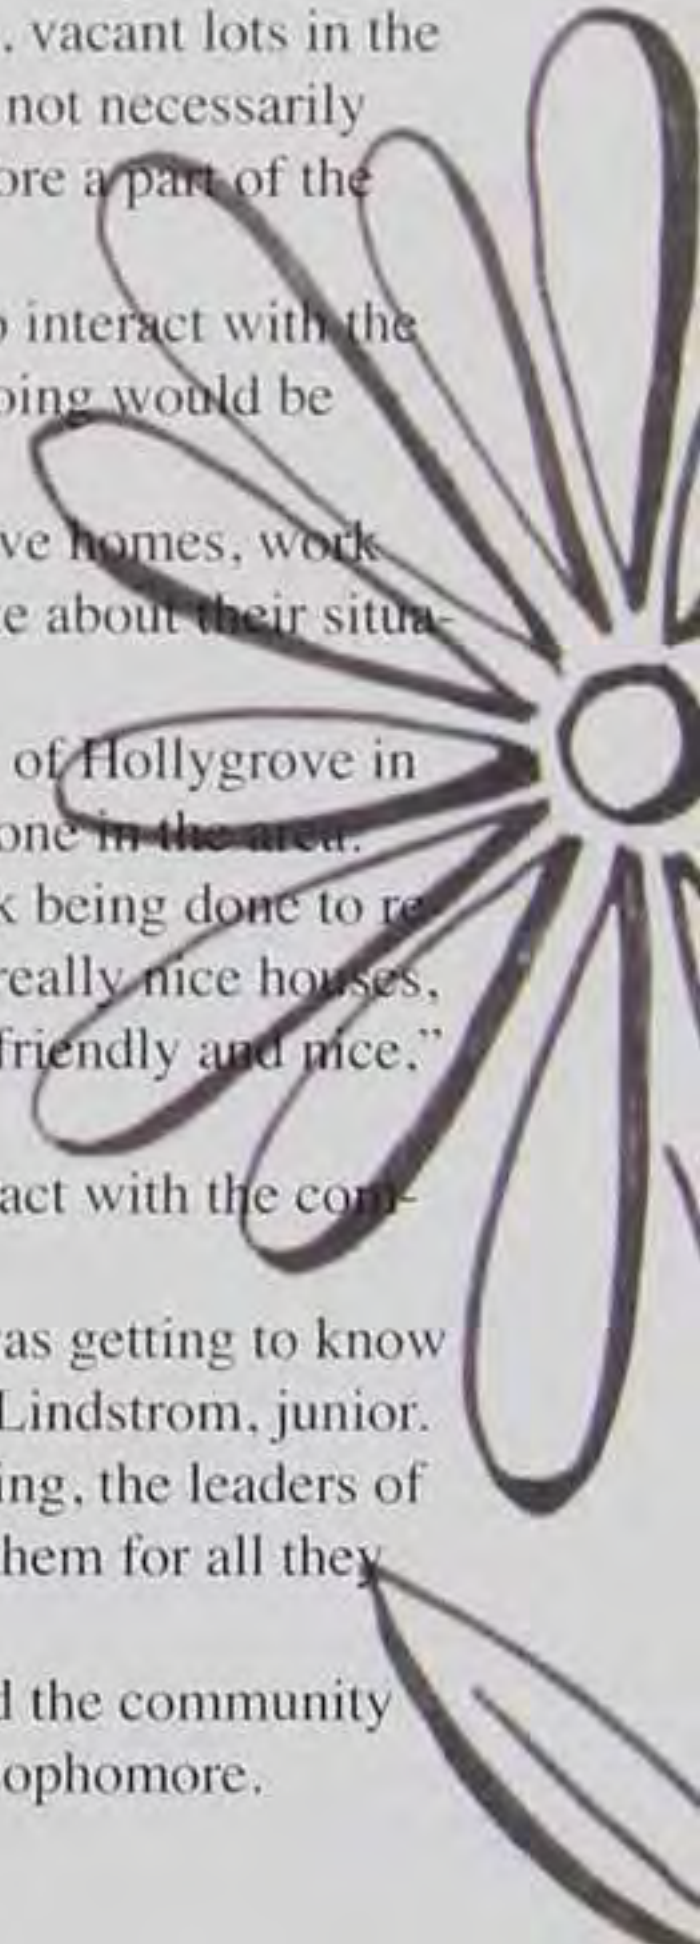 , vacant lots in the
not necessarily
ore a part of the
o interact with the
oing would be
ve homes, work
e about their situa-
of Hollygrove in
one in the area.
k being done to re-
really nice houses,
friendly and nice.”
act with the com-
as getting to know
Lindstrom, junior.
ing, the leaders of
hem for all they
d the community
ophomore.